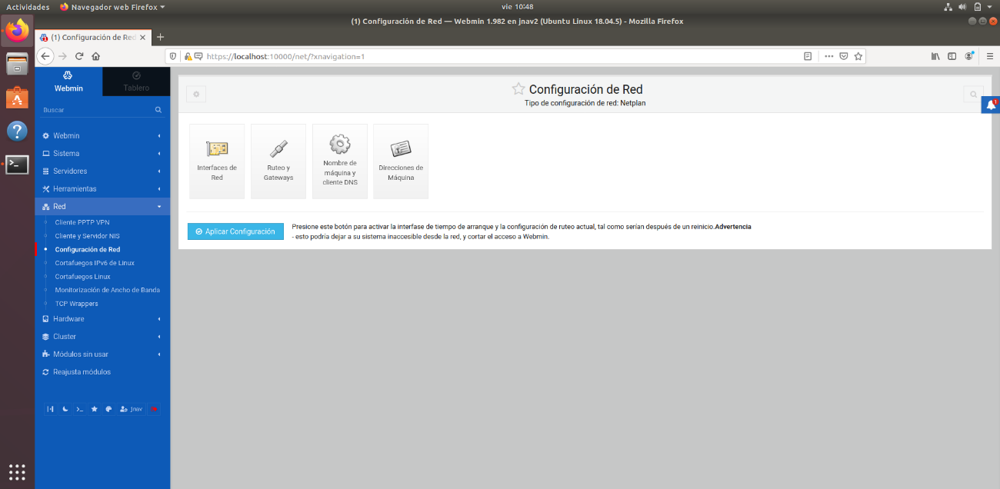 Actividades
Navegador web Firefox
vie 10:48
(1) Configuración de Red — Webmin 1.982 en jnav2 (Ubuntu Linux 18.04.5) - Mozilla Firefox
(1) Configuración de Red
https://localhost:10000/net/?xnavigation=1
Webmin
Tablero
Buscar
Webmin
Sistema
Servidores
Herramientas
Red
Cliente PPTP VPN
Cliente y Servidor NIS
Configuración de Red
Cortafuegos IPv6 de Linux
Cortafuegos Linux
Monitorización de Ancho de Banda
TCP Wrappers
Hardware
Cluster
Módulos sin usar
Reajusta módulos
jnav
Configuración de Red
Tipo de configuración de red: Netplan
1
Interfaces de
Red
Ruteo y
Gateways
Nombre de
máquina y
cliente DNS
Direcciones de
Máquina
Aplicar Configuración
Presione este botón para activar la interfase de tiempo de arranque y la configuración de ruteo actual, tal como serían después de un reinicio.Advertencia
- esto podría dejar a su sistema inaccesible desde la red, y cortar el acceso a Webmin.